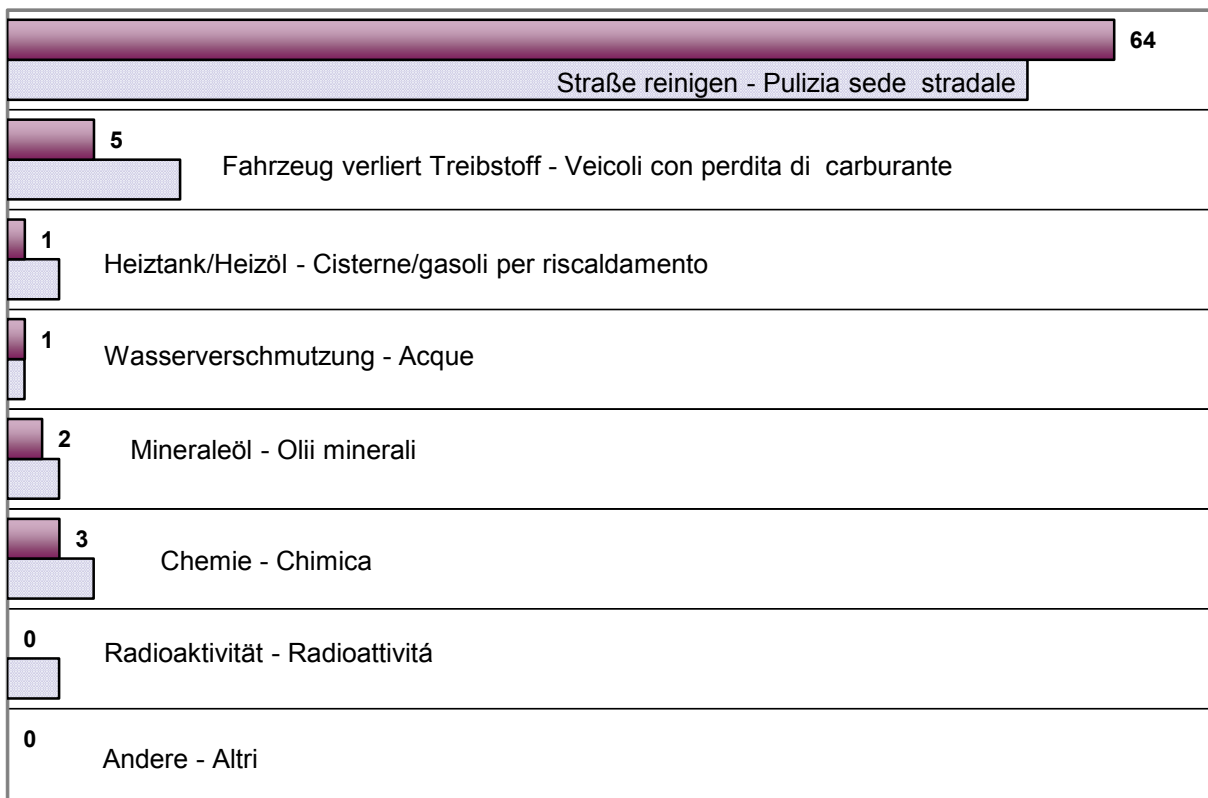 64
Straße reinigen - Pulizia sede stradale
5
Fahrzeug verliert Treibstoff - Veicoli con perdita di carburante
1
Heiztank/Heizöl - Cisterne/gasoli per riscaldamento
1
Wasserverschmutzung - Acque
2
Mineraleöl - Olii minerali
3
Chemie - Chimica
0
Radioaktivität - Radioattivitá
0
Andere - Altri